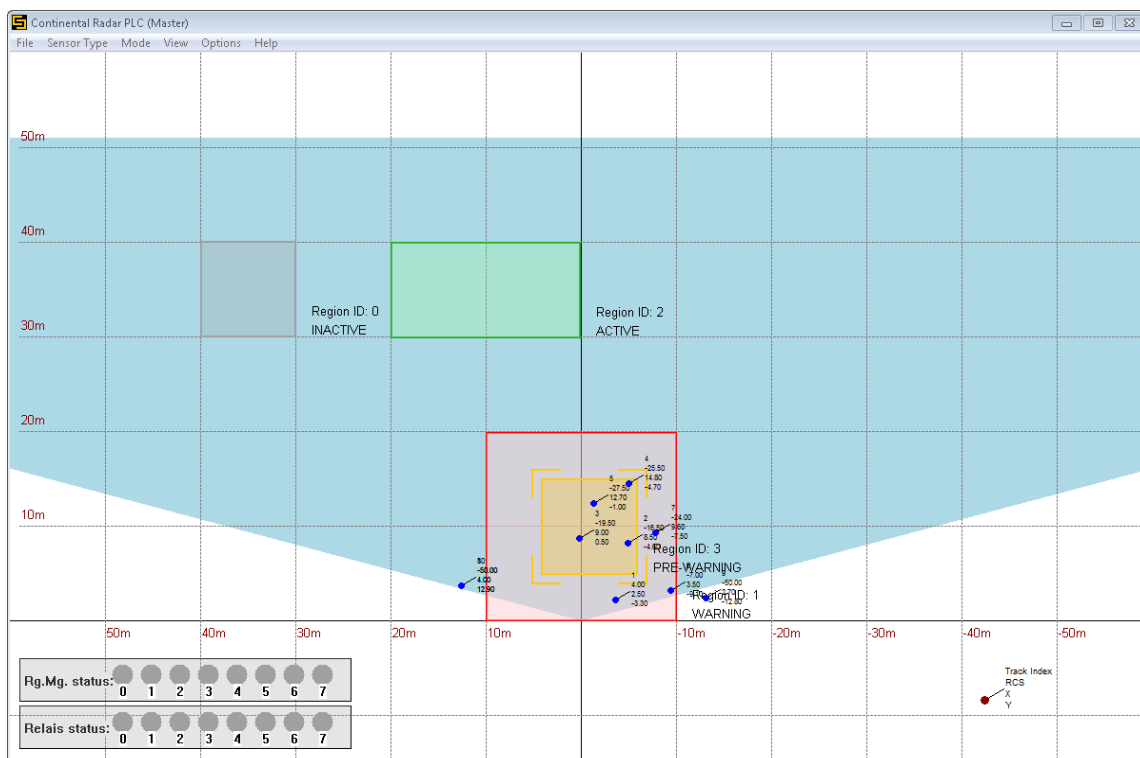 Continental Radar PLC (Master)
File Sensor Type Mode View Options Help
50m
40m
Region ID: 0
INACTIVE
Region ID: 2
ACTIVE
30m
20m
4
-25.50
14.80
-4.70
5
-27.50
12.70
-1.00
10m
3
-19.50
9.00
0.50
2
-16.50
8.50
7
-24.00
9.60
-7.50
Region ID: 3
PRE-WARNING
-50.00
4.00
12.90
1
4.00
2.50
-3.30
-7.00
3.50
-50.00
-12.80
Region ID: 1
WARNING
50m 40m 30m 20m 10m -10m -20m -30m -40m -50m
Rg.Mg. status:
0 1 2 3 4 5 6 7
Relais status:
0 1 2 3 4 5 6 7
Track Index
RCS
X
Y